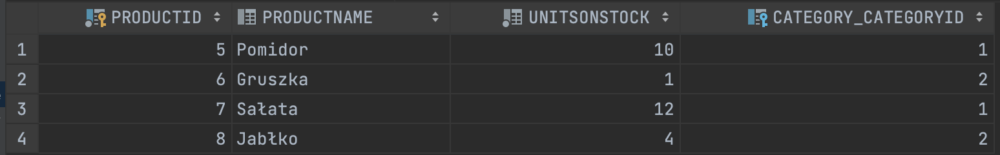 PRODUCTID PRODUCTNAME UNITSONSTOCK CATEGORY_CATEGORYID
1 5 Pomidor 10 1
2 6 Gruszka 1 2
3 7 Sałata 12 1
4 8 Jabłko 4 2